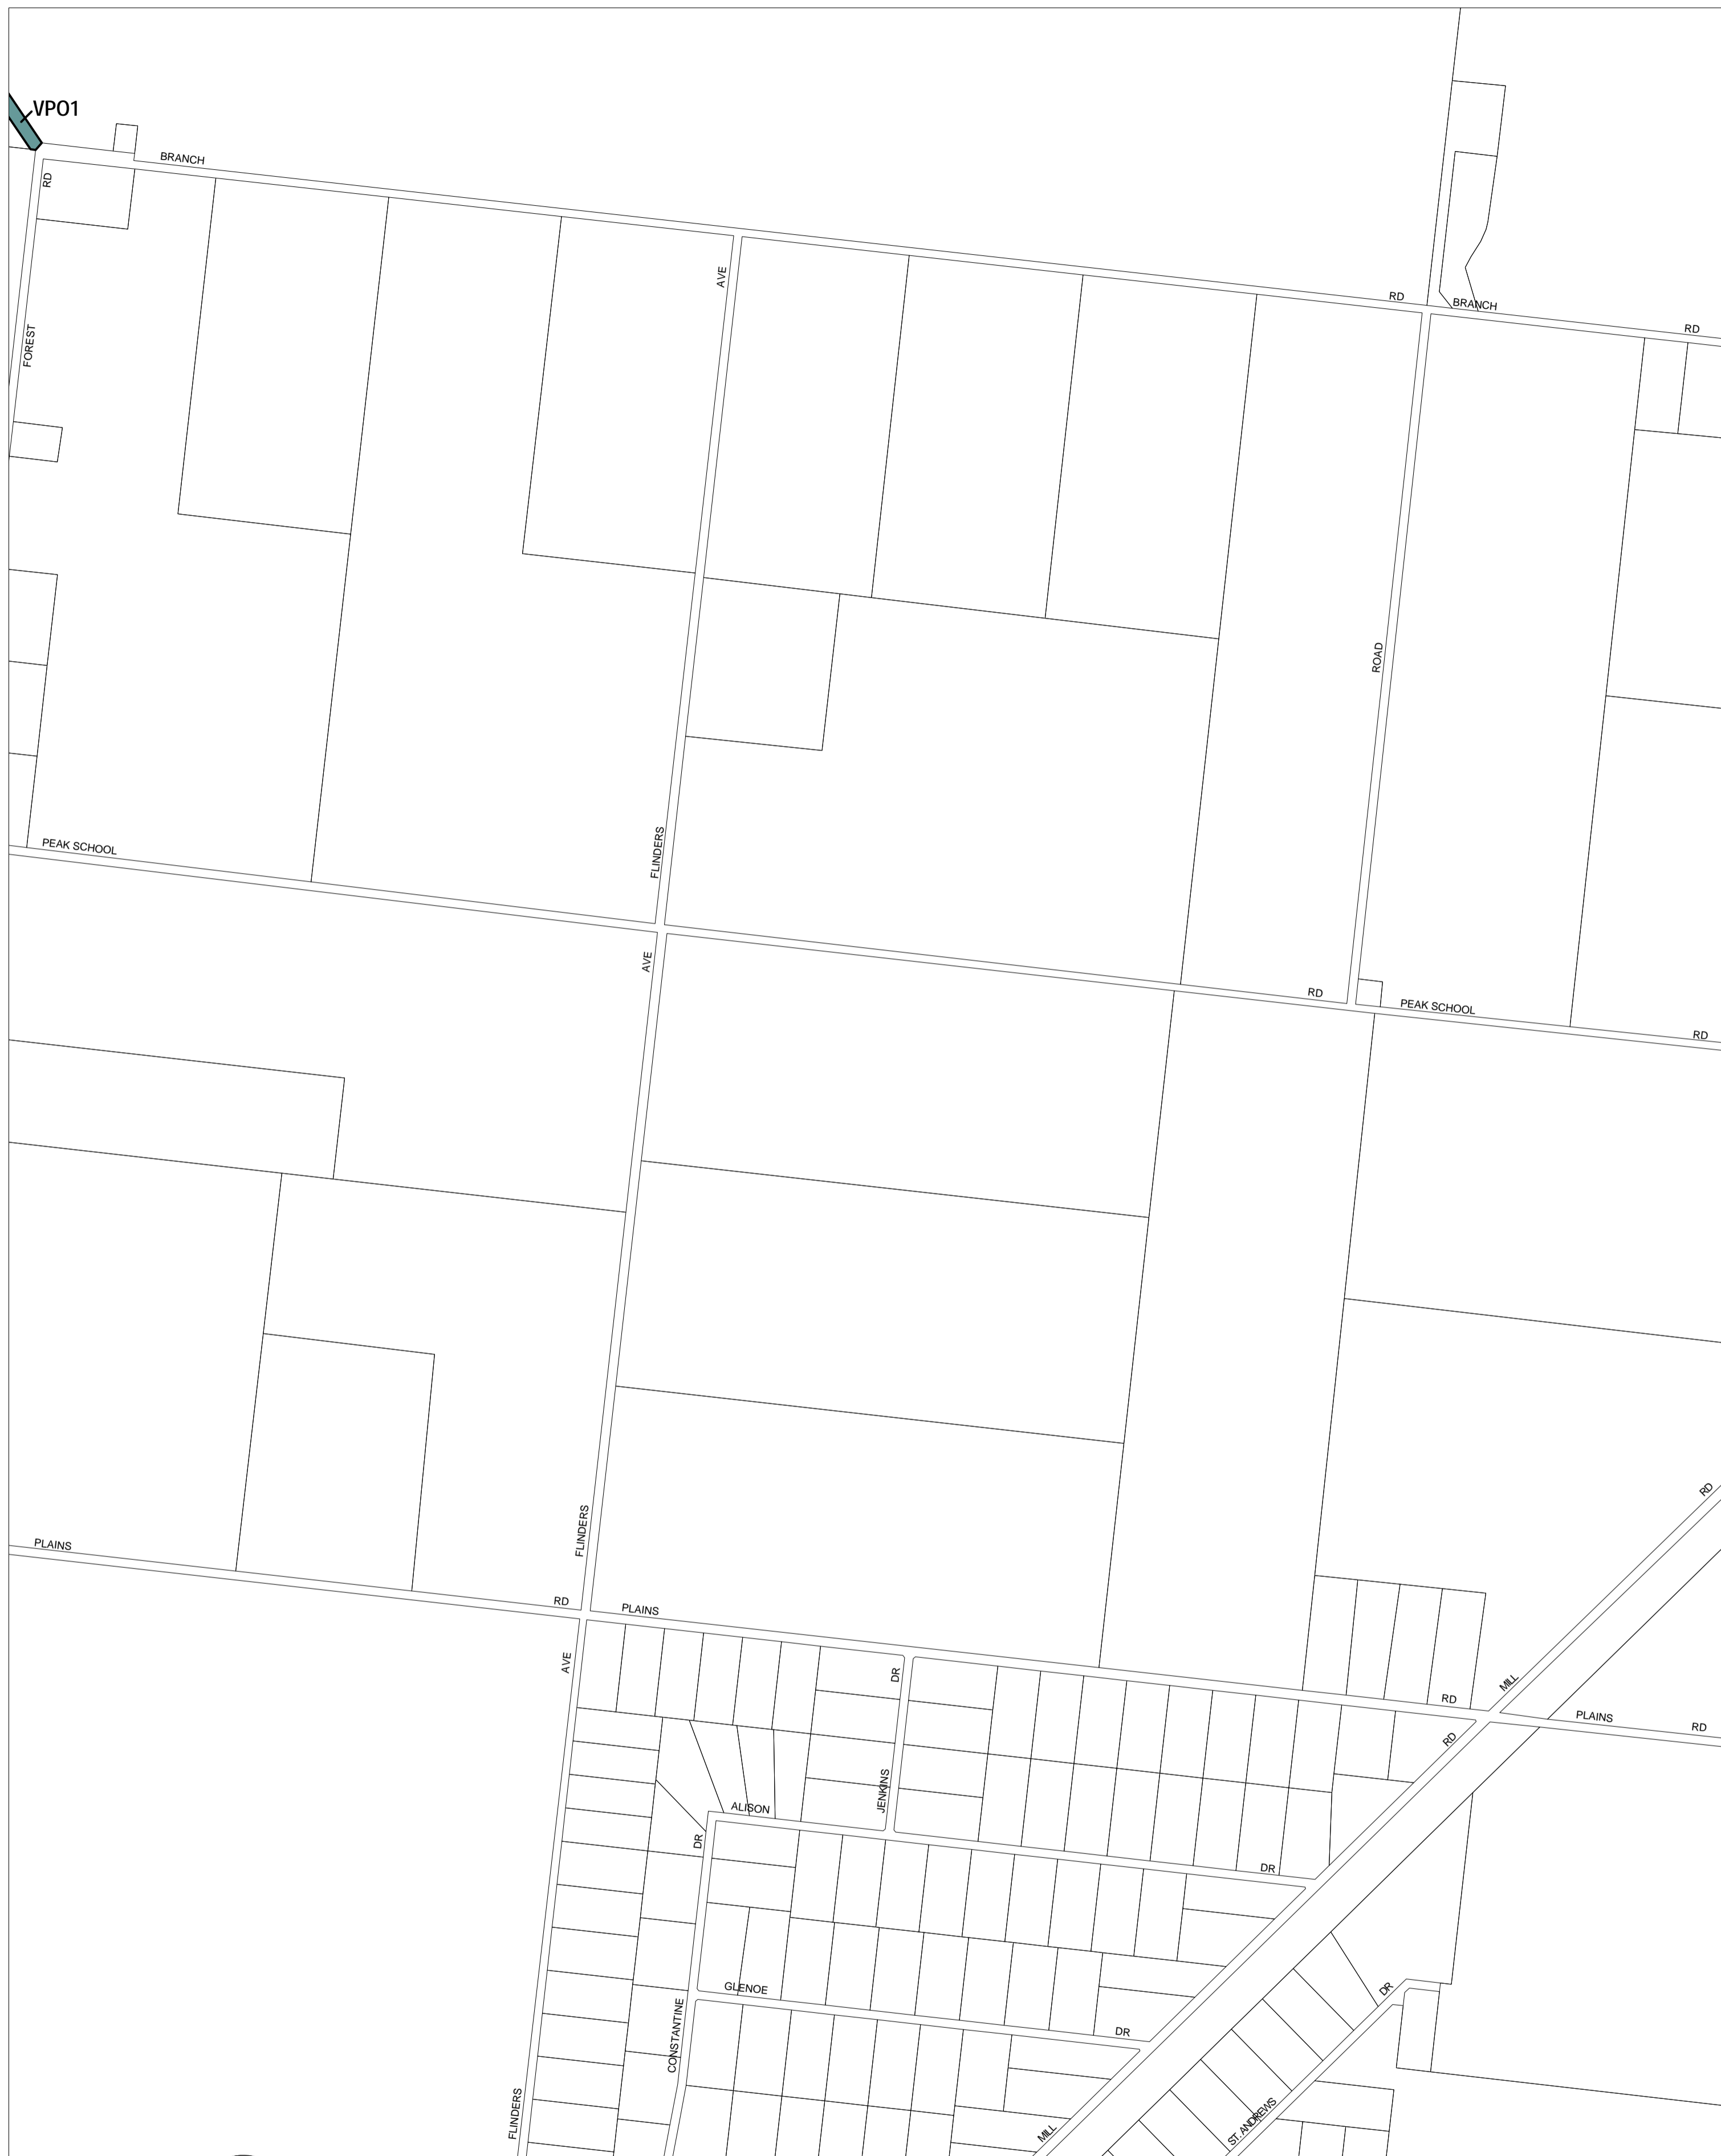 VPO1
BRANCH
RD
AVE
RD
BRANCH
RD
FOREST
ROAD
FLINDERS
PEAK SCHOOL
AVE
RD
PEAK SCHOOL
RD
FLINDERS
RD
PLAINS
RD
PLAINS
AVE
DR
RD
MILL
PLAINS
RD
RD
JENKINS
ALISON
DR
DR
GLENOE
DR
CONSTANTINE
DR
FLINDERS
MILL
ST. ANDREWS